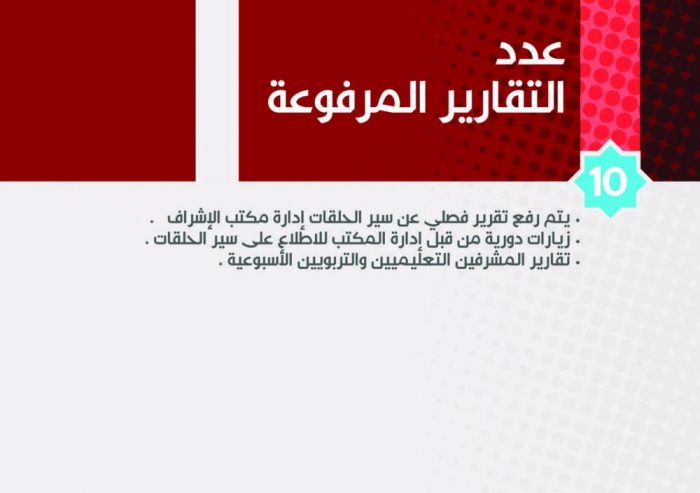 عدد
التقارير المرفوعة
10
• يتم رفع تقرير فصلي عن سير الحلقات إدارة مكتب الإشراف .
• زيارات دورية من قبل إدارة المكتب للاطلاع على سير الحلقات .
• تقارير المشرفين التعليميين والتربويين الأسبوعية .